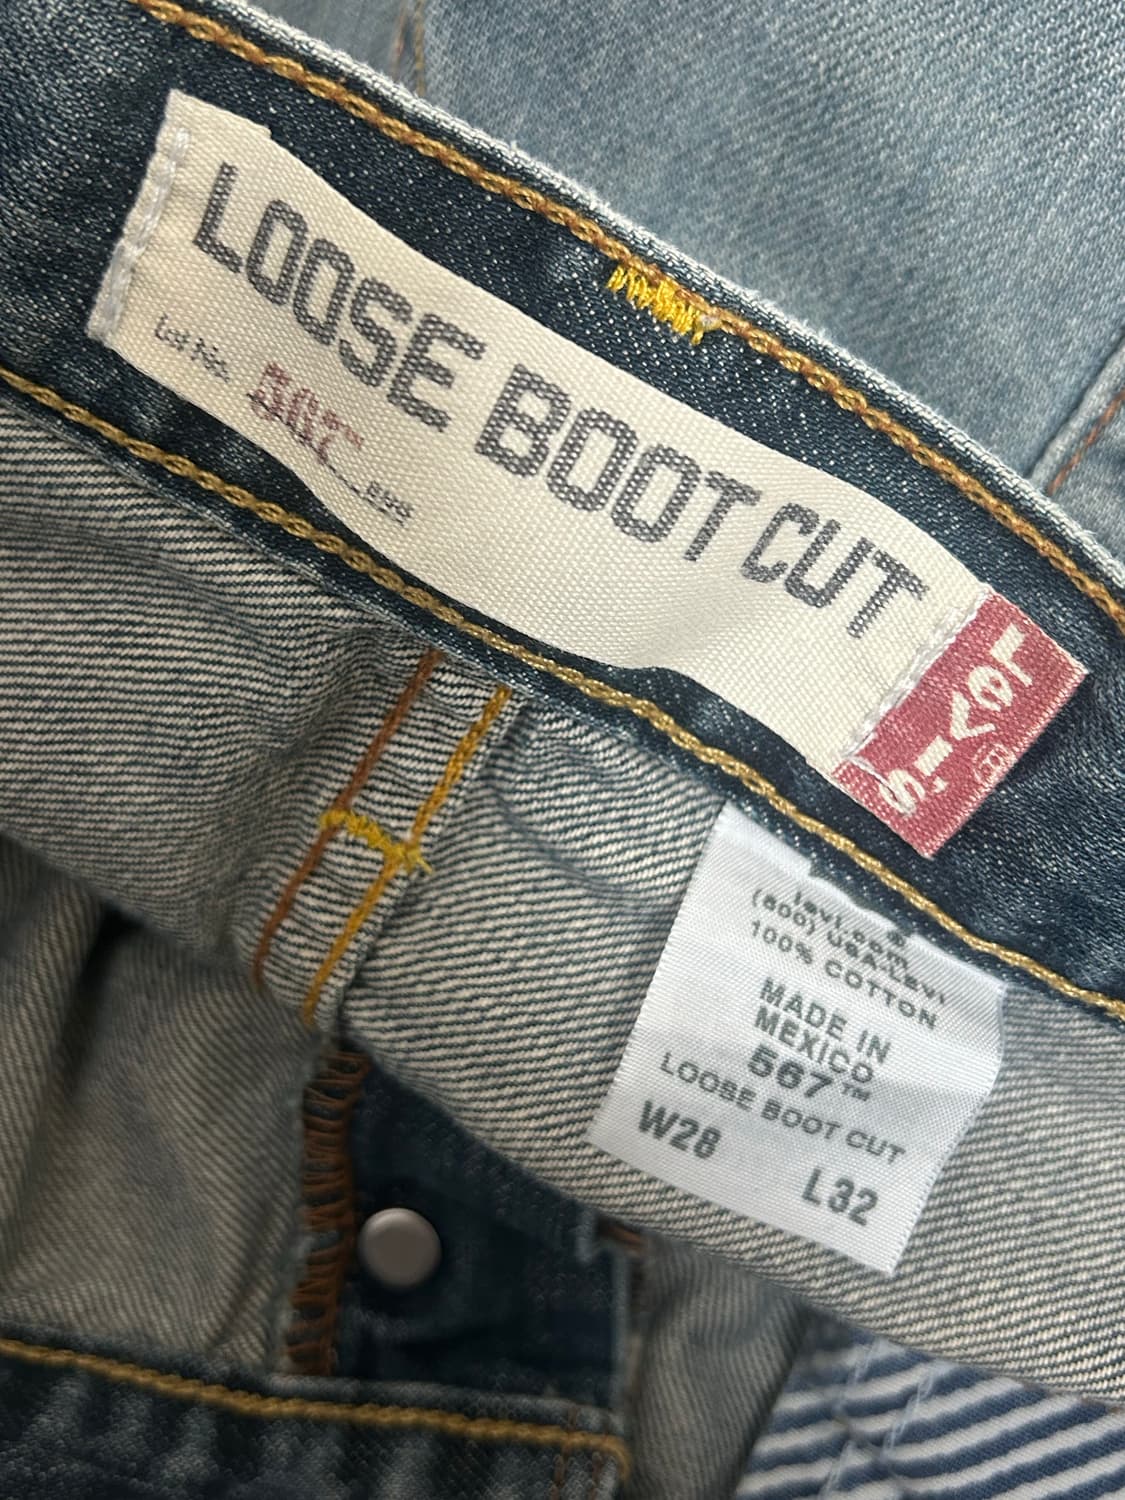 LOOSE BOOT CUT
Lot No. 567™
Levi's
®
levi.com®
(800) USA-LEVI
100% COTTON
MADE IN
MEXICO
567™
LOOSE BOOT CUT
W28 L32